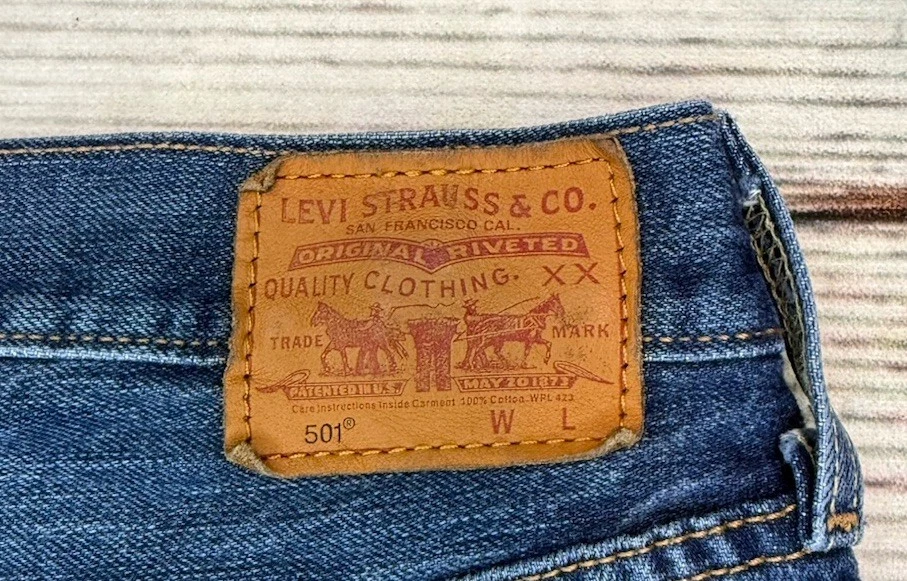 LEVI STRAUSS & CO.
SAN FRANCISCO CAL.
ORIGINAL RIVETED
QUALITY CLOTHING. XX
TRADE MARK
PATENTED IN U.S. MAY 20 1873
Care Instructions Inside Garment 100% Cotton WPL 423
501® W L